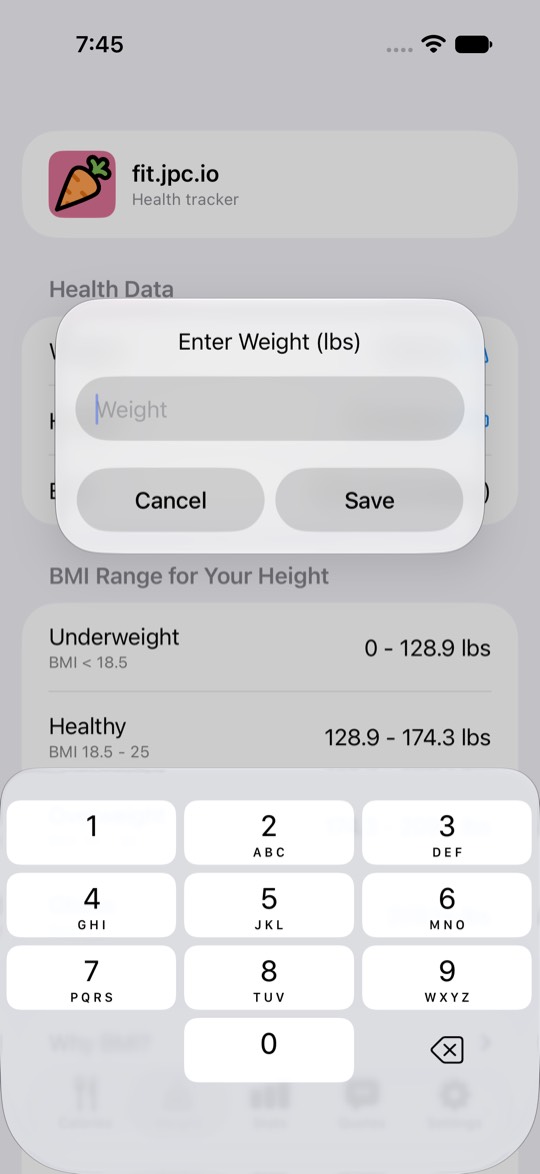 7:45
fit.jpc.io
Health tracker
Health Data
Enter Weight (lbs)
Weight
Cancel
Save
)
BMI Range for Your Height
Underweight
0 - 128.9 lbs
BMI < 18.5
Healthy
128.9 - 174.3 lbs
BMI 18.5 - 25
1
2
ABC
3
DEF
4
GHI
5
JKL
6
MNO
7
PQRS
8
TUV
9
WXYZ
0